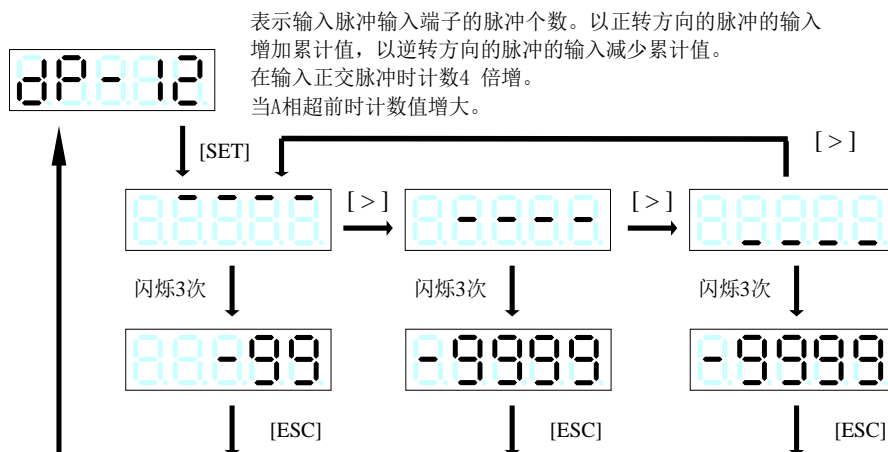 表示输入脉冲输入端子的脉冲个数。以正转方向的脉冲的输入
增加累计值，以逆转方向的脉冲的输入减少累计值。
在输入正交脉冲时计数4 倍增。
当A相超前时计数值增大。
dP-12
[SET]
[ > ]
----
[ > ]
----
[ > ]
____
闪烁3次
闪烁3次
闪烁3次
-99
-9999
-9999
[ESC]
[ESC]
[ESC]